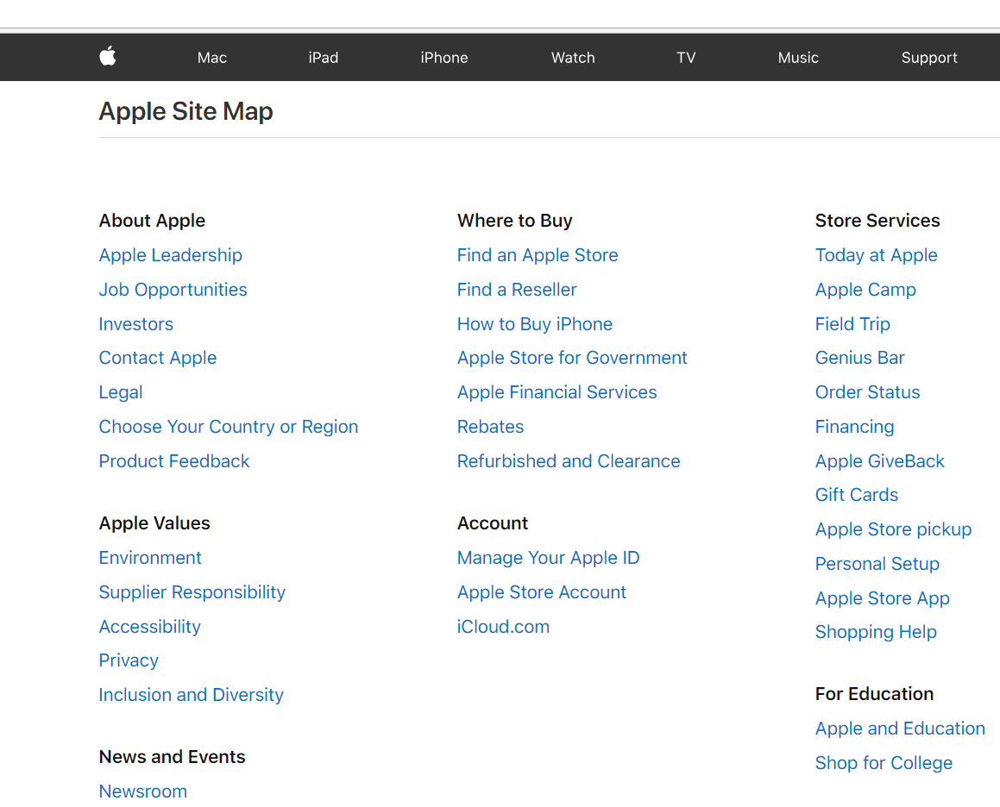 Mac iPad iPhone Watch TV Music Support
Apple Site Map
About Apple
Apple Leadership
Job Opportunities
Investors
Contact Apple
Legal
Choose Your Country or Region
Product Feedback
Apple Values
Environment
Supplier Responsibility
Accessibility
Privacy
Inclusion and Diversity
News and Events
Newsroom
Where to Buy
Find an Apple Store
Find a Reseller
How to Buy iPhone
Apple Store for Government
Apple Financial Services
Rebates
Refurbished and Clearance
Account
Manage Your Apple ID
Apple Store Account
iCloud.com
Store Services
Today at Apple
Apple Camp
Field Trip
Genius Bar
Order Status
Financing
Apple GiveBack
Gift Cards
Apple Store pickup
Personal Setup
Apple Store App
Shopping Help
For Education
Apple and Education
Shop for College